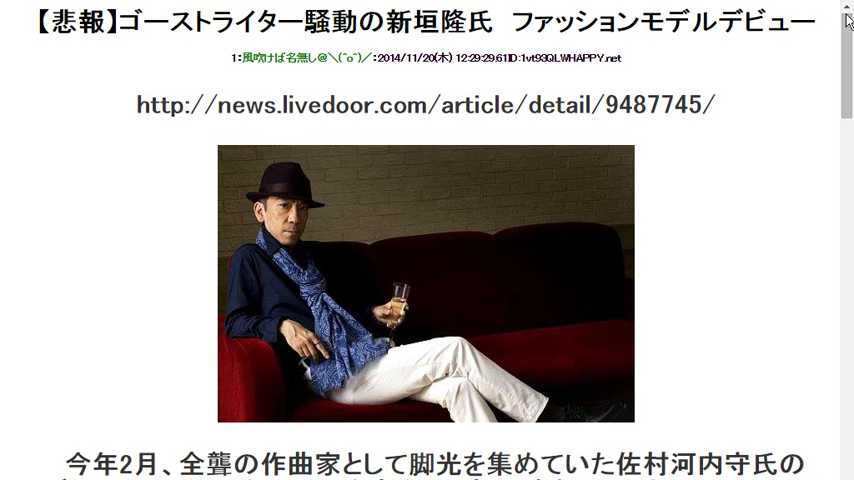 【悲報】ゴーストライター騒動の新垣隆氏　ファッションモデルデビュー
1：風吹けば名無し＠＼(^o^)／：2014/11/20(木) 12:29:29.61ID:1vt93QLWHAPPY.net
http://news.livedoor.com/article/detail/9487745/
今年2月、全聾の作曲家として脚光を集めていた佐村河内守氏の